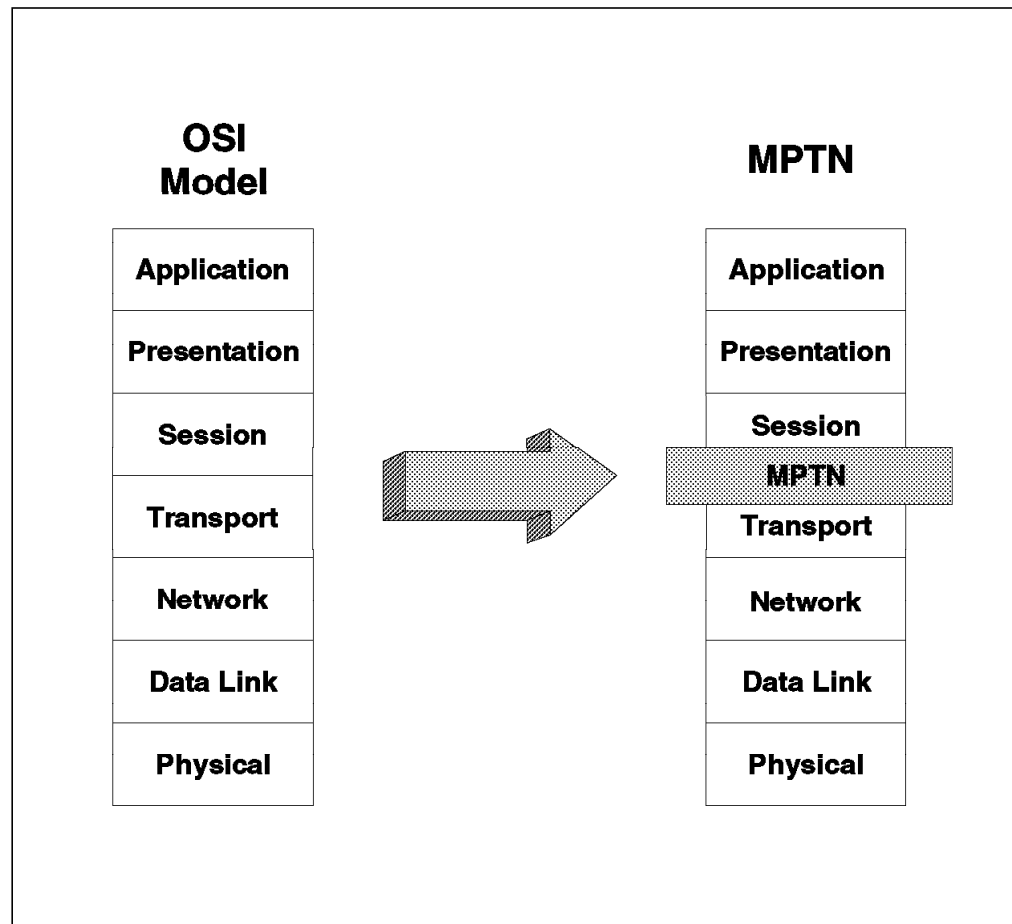 OSI
Model
Application
Presentation
Session
Transport
Network
Data Link
Physical
MPTN
Application
Presentation
Session
MPTN
Transport
Network
Data Link
Physical